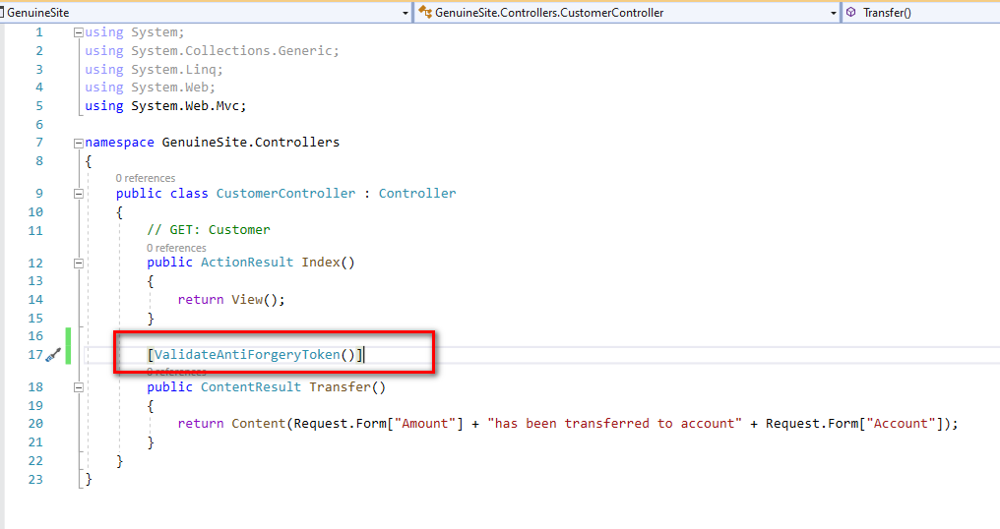 GenuineSite GenuineSite.Controllers.CustomerController Transfer()
1 using System;
2 using System.Collections.Generic;
3 using System.Linq;
4 using System.Web;
5 using System.Web.Mvc;
6
7 namespace GenuineSite.Controllers
8 {
0 references
9 public class CustomerController : Controller
10 {
11 // GET: Customer
0 references
12 public ActionResult Index()
13 {
14 return View();
15 }
16
17 [ValidateAntiForgeryToken()]
0 references
18 public ContentResult Transfer()
19 {
20 return Content(Request.Form["Amount"] + "has been transferred to account" + Request.Form["Account"]);
21 }
22 }
23 }